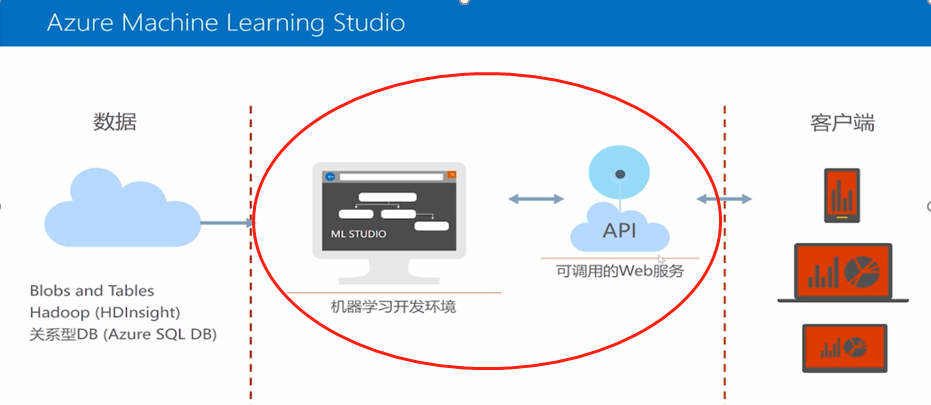 Azure Machine Learning Studio
数据
Blobs and Tables
Hadoop (HDInsight)
关系型DB (Azure SQL DB)
ML STUDIO
机器学习开发环境
API
可调用的Web服务
客户端